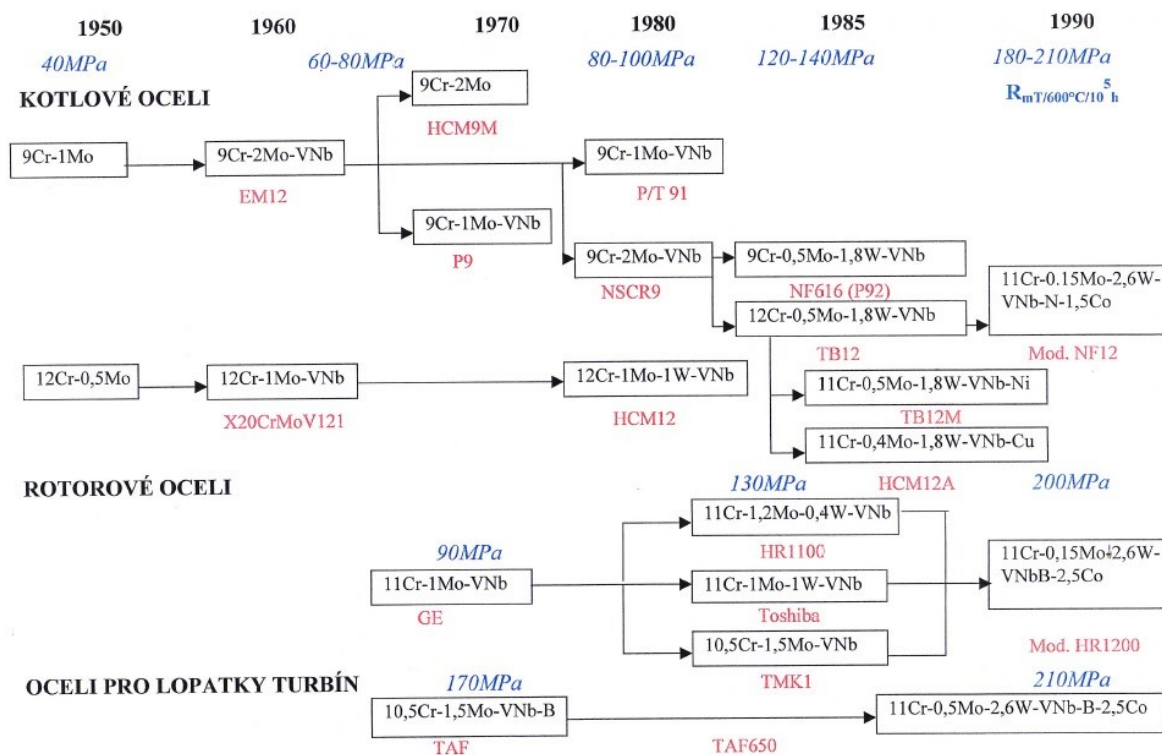 1950 1960 1970 1980 1985 1990
40MPa 60-80MPa 80-100MPa 120-140MPa 180-210MPa
KOTLOVÉ OCELI
RmT/600°C/10⁵h
9Cr-2Mo
HCM9M
9Cr-1Mo
9Cr-2Mo-VNb
9Cr-1Mo-VNb
EM12
P/T 91
9Cr-1Mo-VNb
P9
9Cr-2Mo-VNb
9Cr-0,5Mo-1,8W-VNb
NSCR9
NF616 (P92)
11Cr-0.15Mo-2,6W-
VNb-N-1,5Co
12Cr-0,5Mo-1,8W-VNb
TB12
Mod. NF12
12Cr-0,5Mo
12Cr-1Mo-VNb
12Cr-1Mo-1W-VNb
11Cr-0,5Mo-1,8W-VNb-Ni
X20CrMoV121
HCM12
TB12M
11Cr-0,4Mo-1,8W-VNb-Cu
HCM12A
ROTOROVÉ OCELI
130MPa
200MPa
11Cr-1,2Mo-0,4W-VNb
HR1100
90MPa
11Cr-1Mo-VNb
GE
11Cr-1Mo-1W-VNb
Toshiba
11Cr-0,15Mo-2,6W-
VNbB-2,5Co
10,5Cr-1,5Mo-VNb
TMK1
Mod. HR1200
OCELI PRO LOPATKY TURBÍN
170MPa
210MPa
10,5Cr-1,5Mo-VNb-B
11Cr-0,5Mo-2,6W-VNb-B-2,5Co
TAF
TAF650